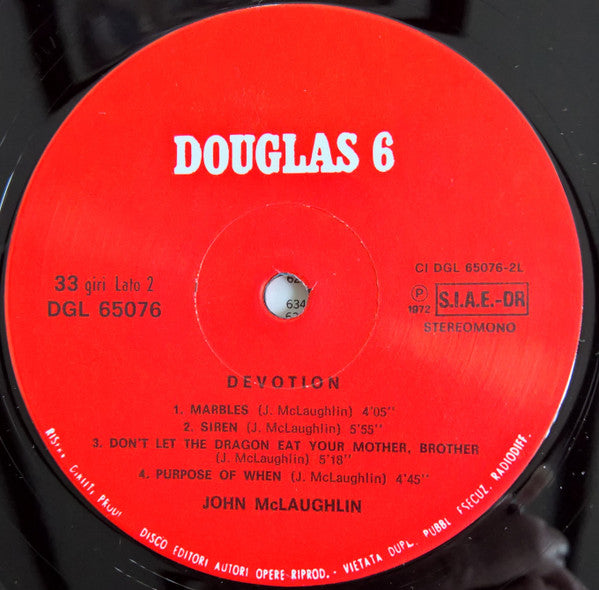 DOUGLAS 6
33 giri Lato 2
DGL 65076
CI DGL 65076-2L
P
1972
S.I.A.E.-DR
STEREOMONO
634
DEVOTION
1. MARBLES (J. McLaughlin) 4'05''
2. SIREN (J. McLaughlin) 5'55''
3. DON'T LET THE DRAGON EAT YOUR MOTHER, BROTHER
(J. McLaughlin) 5'18''
4. PURPOSE OF WHEN (J. McLaughlin) 4'45''
JOHN McLAUGHLIN
DISCO EDITORI AUTORI OPERE RIPROD. - VIETATA DUPL. PUBBL ESECUZ. RADIODIFF.